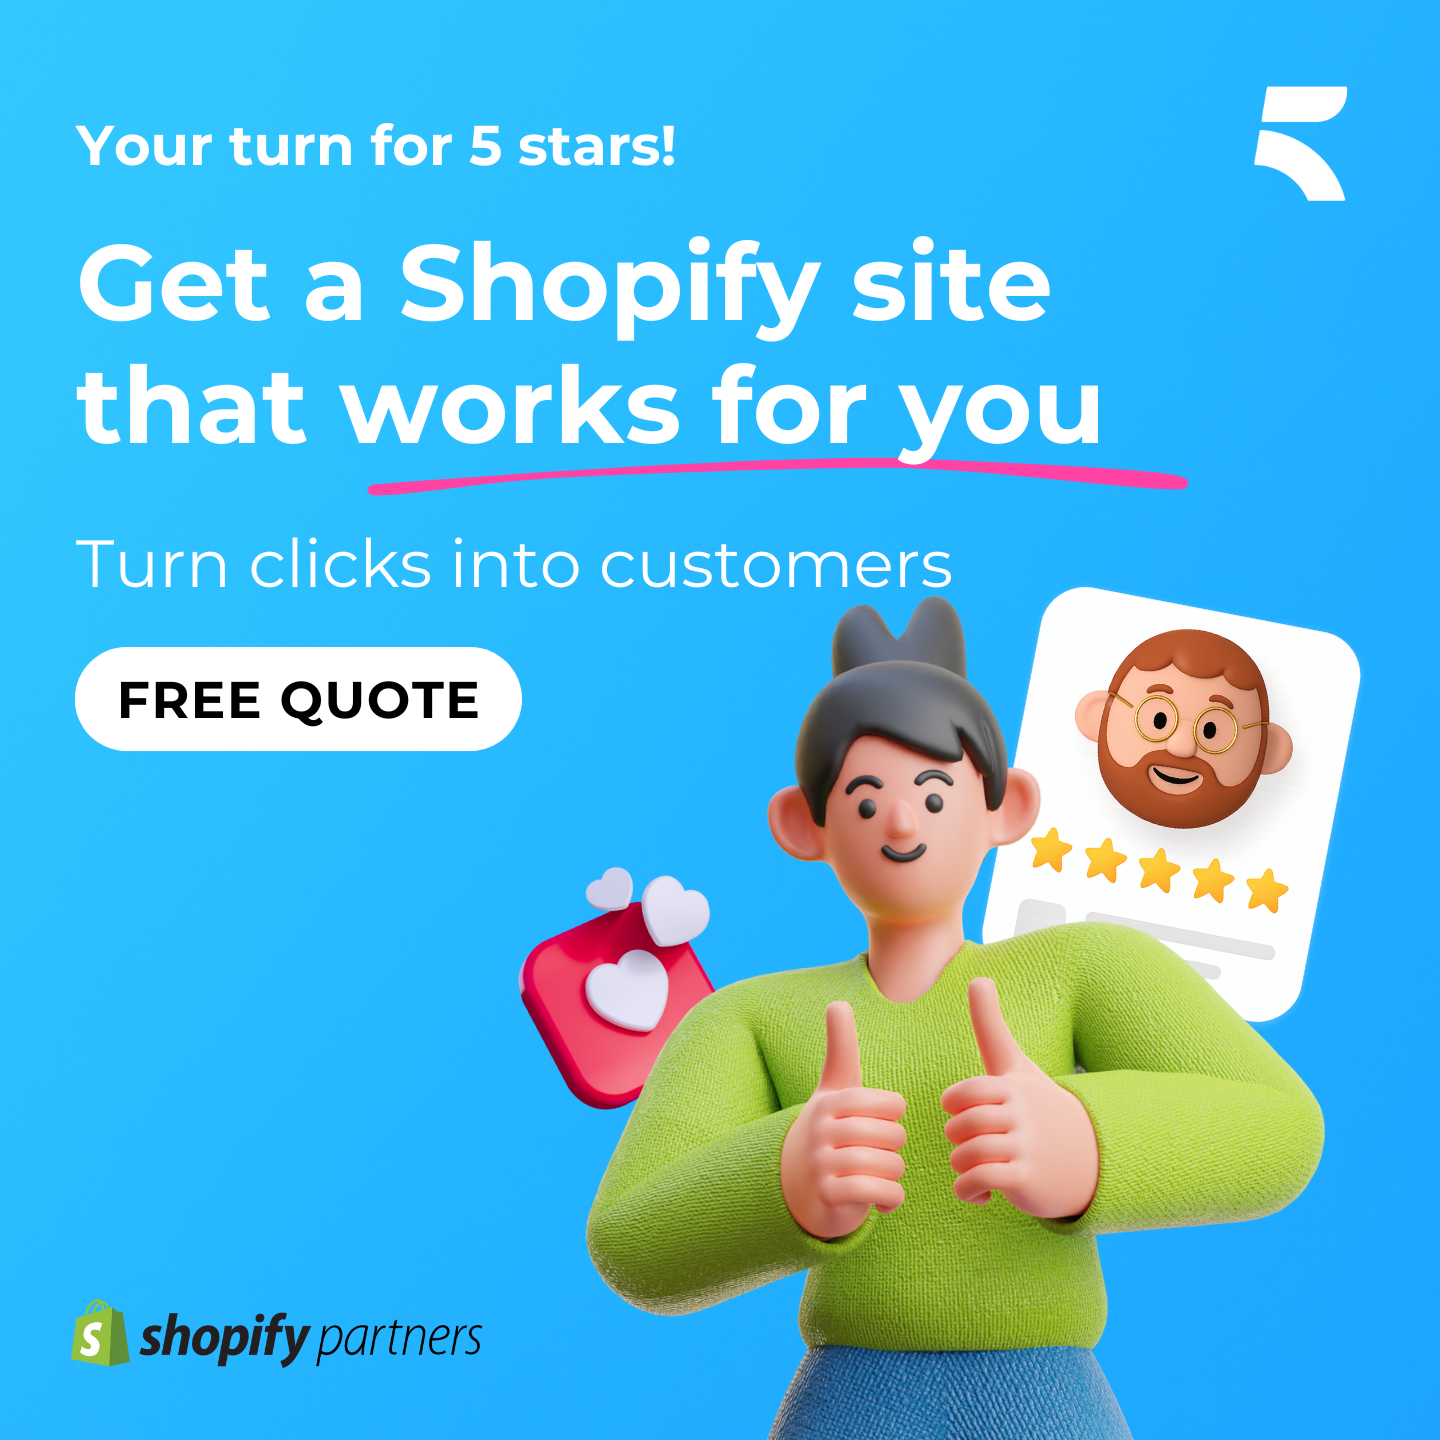 Your turn for 5 stars!
Get a Shopify site
that works for you
Turn clicks into customers
FREE QUOTE
shopify partners